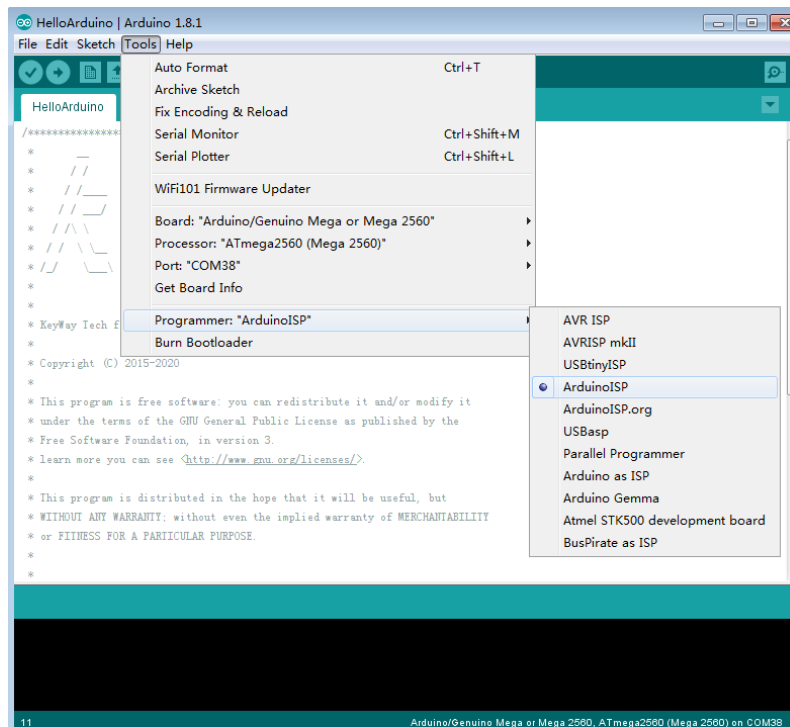 HelloArduino | Arduino 1.8.1
File Edit Sketch Tools Help
Auto Format Ctrl+T
Archive Sketch
Fix Encoding & Reload
Serial Monitor Ctrl+Shift+M
Serial Plotter Ctrl+Shift+L
WiFi101 Firmware Updater
Board: "Arduino/Genuino Mega or Mega 2560"
Processor: "ATmega2560 (Mega 2560)"
Port: "COM38"
Get Board Info
Programmer: "ArduinoISP"
Burn Bootloader
AVR ISP
AVRISP mkII
USBtinyISP
ArduinoISP
ArduinoISP.org
USBasp
Parallel Programmer
Arduino as ISP
Arduino Gemma
Atmel STK500 development board
BusPirate as ISP
HelloArduino
* KeyWay Tech f
*
* Copyright (C) 2015-2020
*
* This program is free software: you can redistribute it and/or modify it
* under the terms of the GNU General Public License as published by the
* Free Software Foundation, in version 3.
* learn more you can see <http://www.gnu.org/licenses/>.
*
* This program is distributed in the hope that it will be useful, but
* WITHOUT ANY WARRANTY; without even the implied warranty of MERCHANTABILITY
* or FITNESS FOR A PARTICULAR PURPOSE.
*
*
11 Arduino/Genuino Mega or Mega 2560, ATmega2560 (Mega 2560) on COM38